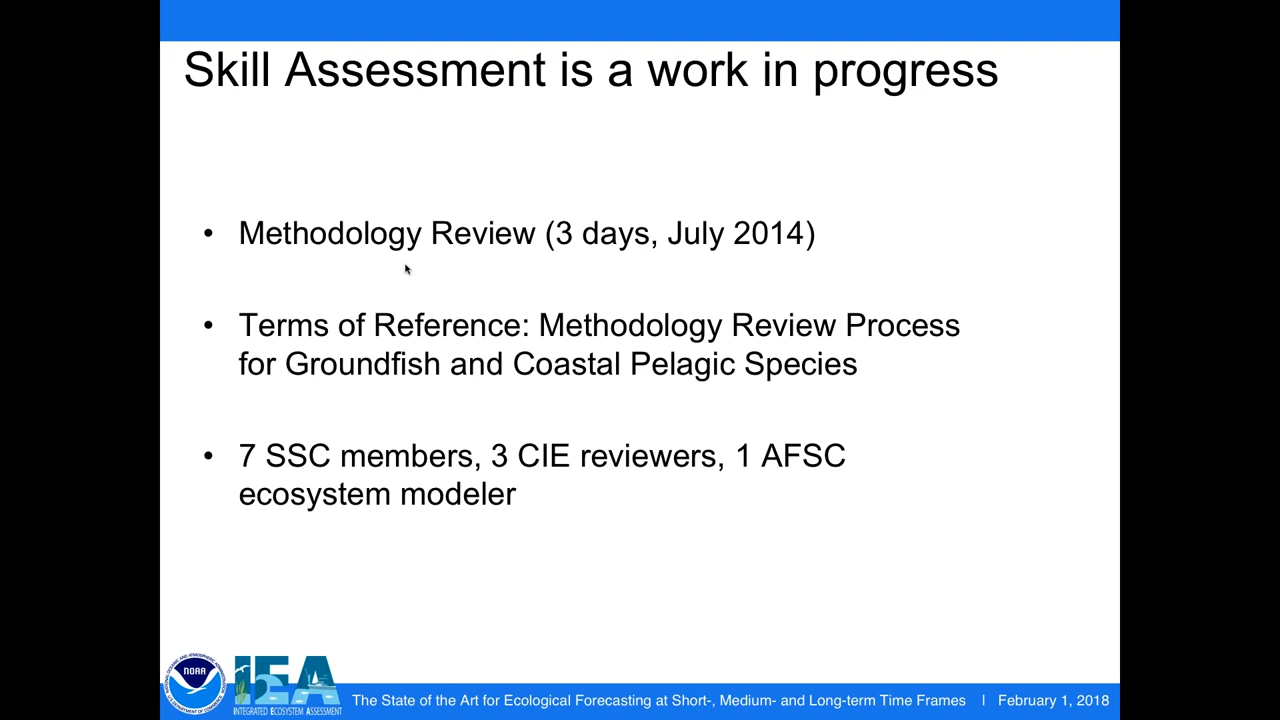 Skill Assessment is a work in progress
• Methodology Review (3 days, July 2014)
• Terms of Reference: Methodology Review Process
for Groundfish and Coastal Pelagic Species
• 7 SSC members, 3 CIE reviewers, 1 AFSC
ecosystem modeler
NOAA
IEA
INTEGRATED ECOSYSTEM ASSESSMENT
The State of the Art for Ecological Forecasting at Short-, Medium- and Long-term Time Frames | February 1, 2018